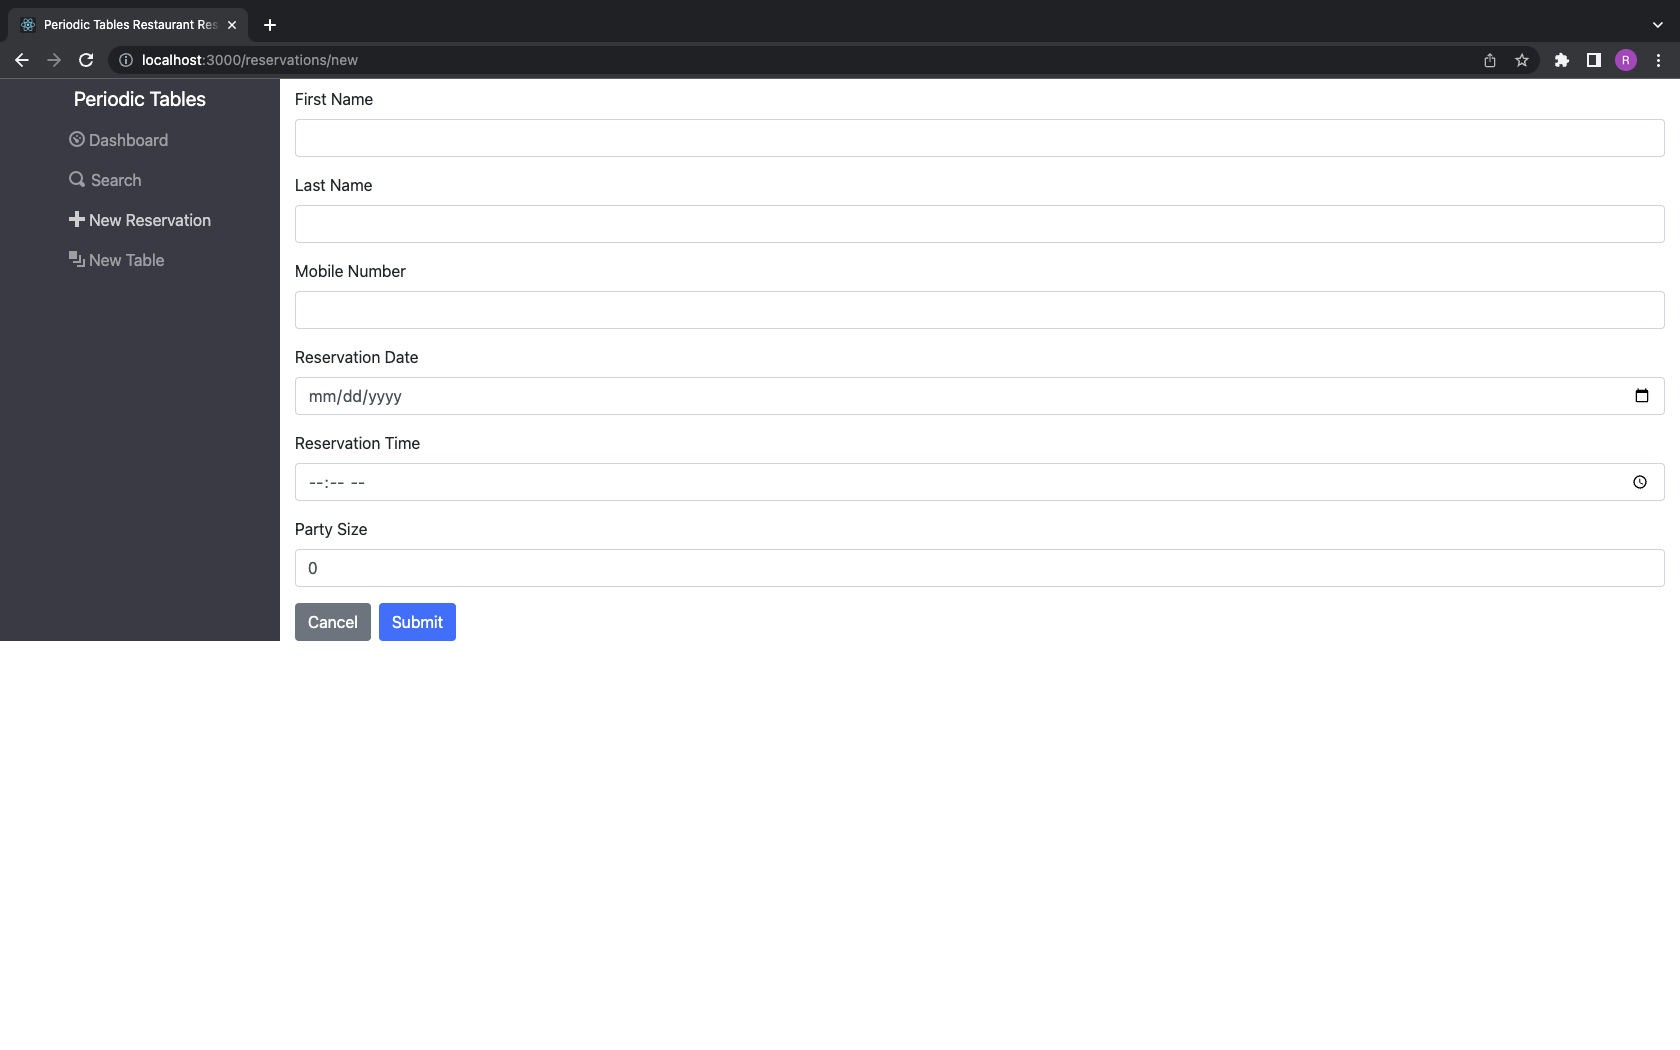 Periodic Tables Restaurant Res
localhost:3000/reservations/new
R
Periodic Tables
Dashboard
Search
New Reservation
New Table
First Name
Last Name
Mobile Number
Reservation Date
mm/dd/yyyy
Reservation Time
--:-- --
Party Size
0
Cancel Submit